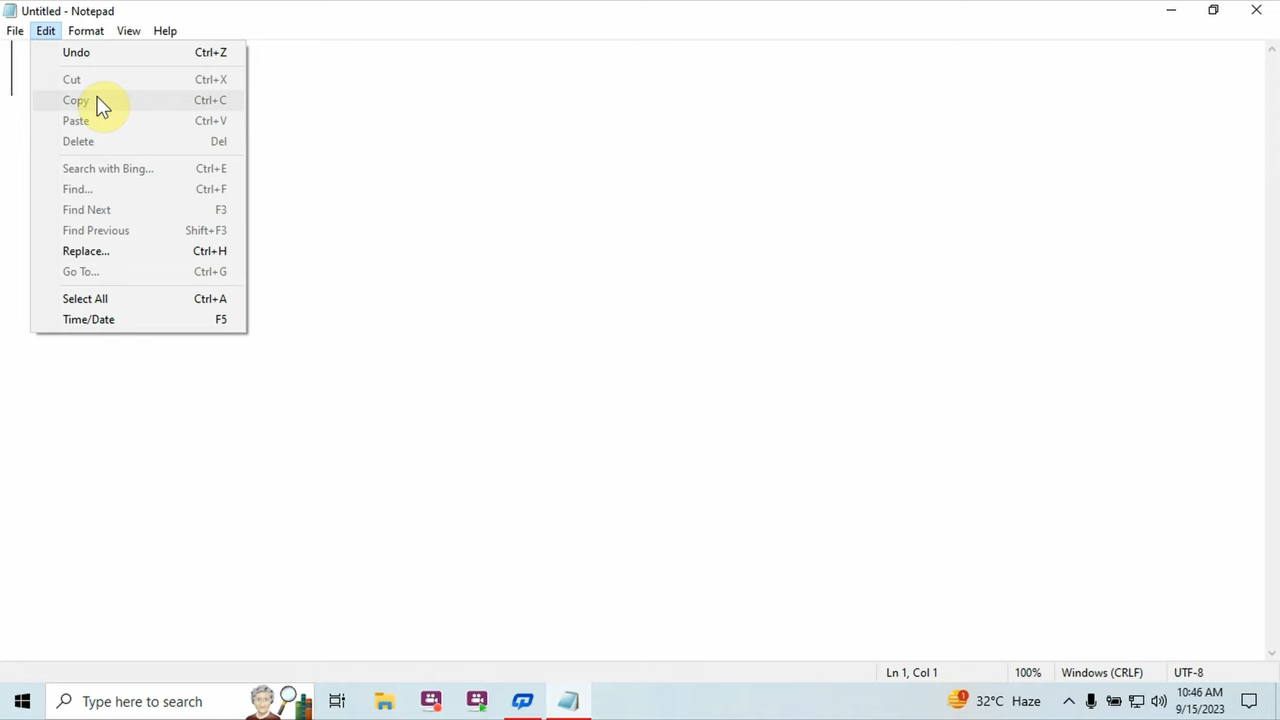 Untitled - Notepad
File Edit Format View Help
Undo Ctrl+Z
Cut Ctrl+X
Copy Ctrl+C
Paste Ctrl+V
Delete Del
Search with Bing... Ctrl+E
Find... Ctrl+F
Find Next F3
Find Previous Shift+F3
Replace... Ctrl+H
Go To... Ctrl+G
Select All Ctrl+A
Time/Date F5
Ln 1, Col 1 100% Windows (CRLF) UTF-8
Type here to search 1 32°C Haze 10:46 AM
9/15/2023